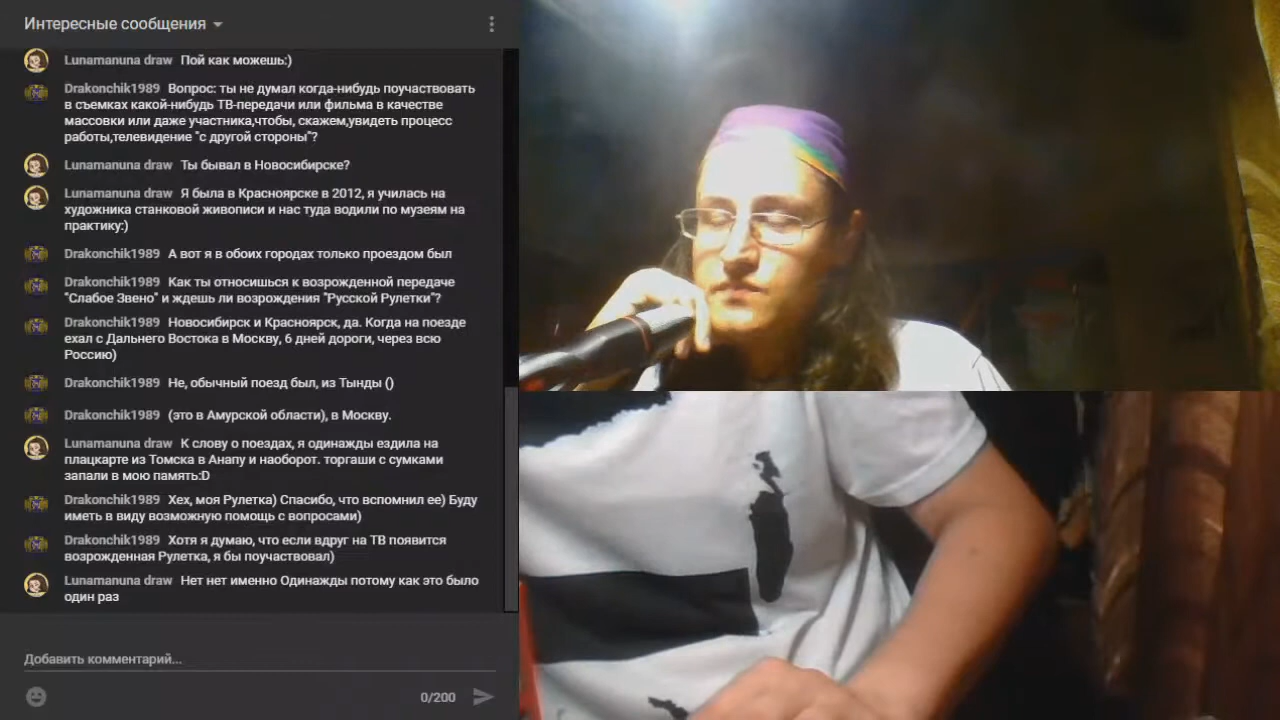 Интересные сообщения
Lunamanuna draw Пой как можешь:)
Drakonchik1989 Вопрос: ты не думал когда-нибудь поучаствовать
в съемках какой-нибудь ТВ-передачи или фильма в качестве
массовки или даже участника,чтобы, скажем,увидеть процесс
работы,телевидение "с другой стороны"?
Lunamanuna draw Ты бывал в Новосибирске?
Lunamanuna draw Я была в Красноярске в 2012, я училась на
художника станковой живописи и нас туда водили по музеям на
практику:)
Drakonchik1989 А вот я в обоих городах только проездом был
Drakonchik1989 Как ты относишься к возрожденной передаче
"Слабое Звено" и ждешь ли возрождения "Русской Рулетки"?
Drakonchik1989 Новосибирск и Красноярск, да. Когда на поезде
ехал с Дальнего Востока в Москву, 6 дней дороги, через всю
Россию)
Drakonchik1989 Не, обычный поезд был, из Тынды ()
Drakonchik1989 (это в Амурской области), в Москву.
Lunamanuna draw К слову о поездах, я однажды ездила на
плацкарте из Томска в Анапу и наоборот. торгаши с сумками
запали в мою память:D
Drakonchik1989 Хех, моя Рулетка) Спасибо, что вспомнил ее) Буду
иметь в виду возможную помощь с вопросами)
Drakonchik1989 Хотя я думаю, что если вдруг на ТВ появится
возрожденная Рулетка, я бы поучаствовал)
Lunamanuna draw Нет нет именно Одинажды потому как это было
один раз
Добавить комментарий...
0/200